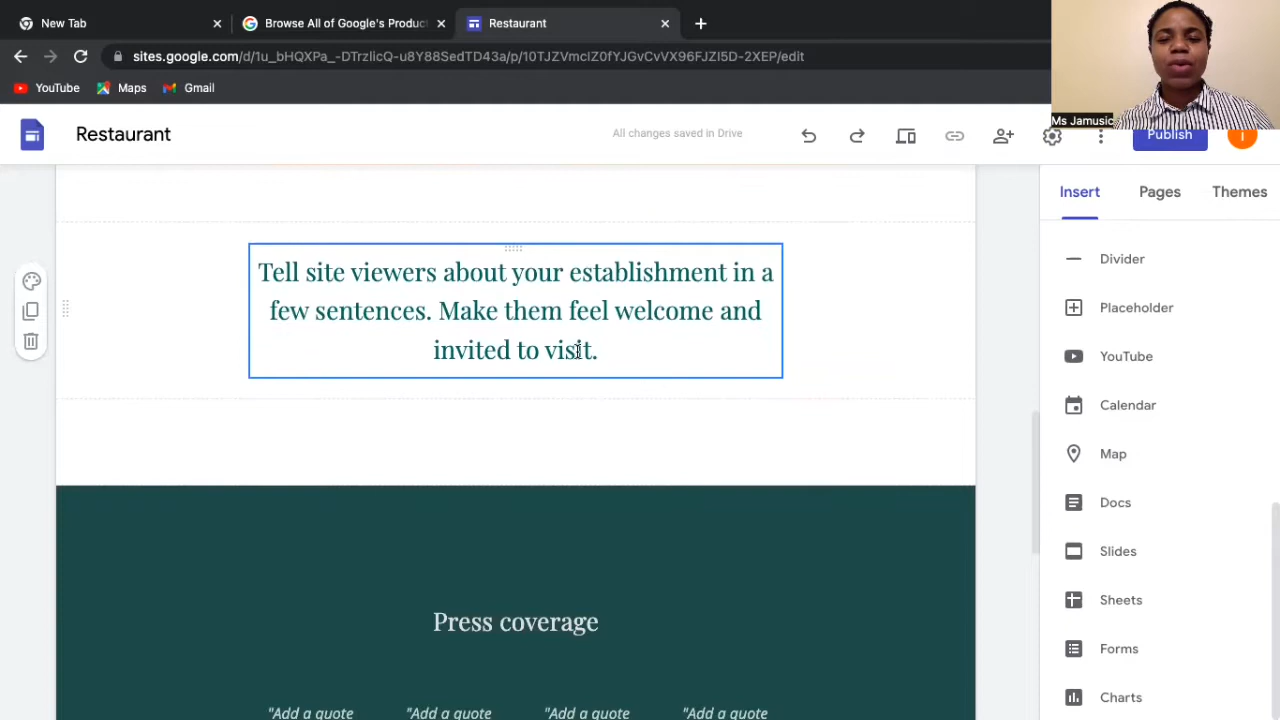 New Tab
Browse All of Google's Product
Restaurant
sites.google.com/d/1u_bHQXPa_-DTrzlicQ-u8Y88SedTD43a/p/10TJZVmcIZ0fYJGvCvVX96FJZI5D-2XEP/edit
YouTube
Maps
Gmail
Ms Jamusic
Restaurant
All changes saved in Drive
Publish
Insert
Pages
Themes
Tell site viewers about your establishment in a
few sentences. Make them feel welcome and
invited to visit.
Press coverage
"Add a quote
"Add a quote
"Add a quote
"Add a quote
Divider
Placeholder
YouTube
Calendar
Map
Docs
Slides
Sheets
Forms
Charts